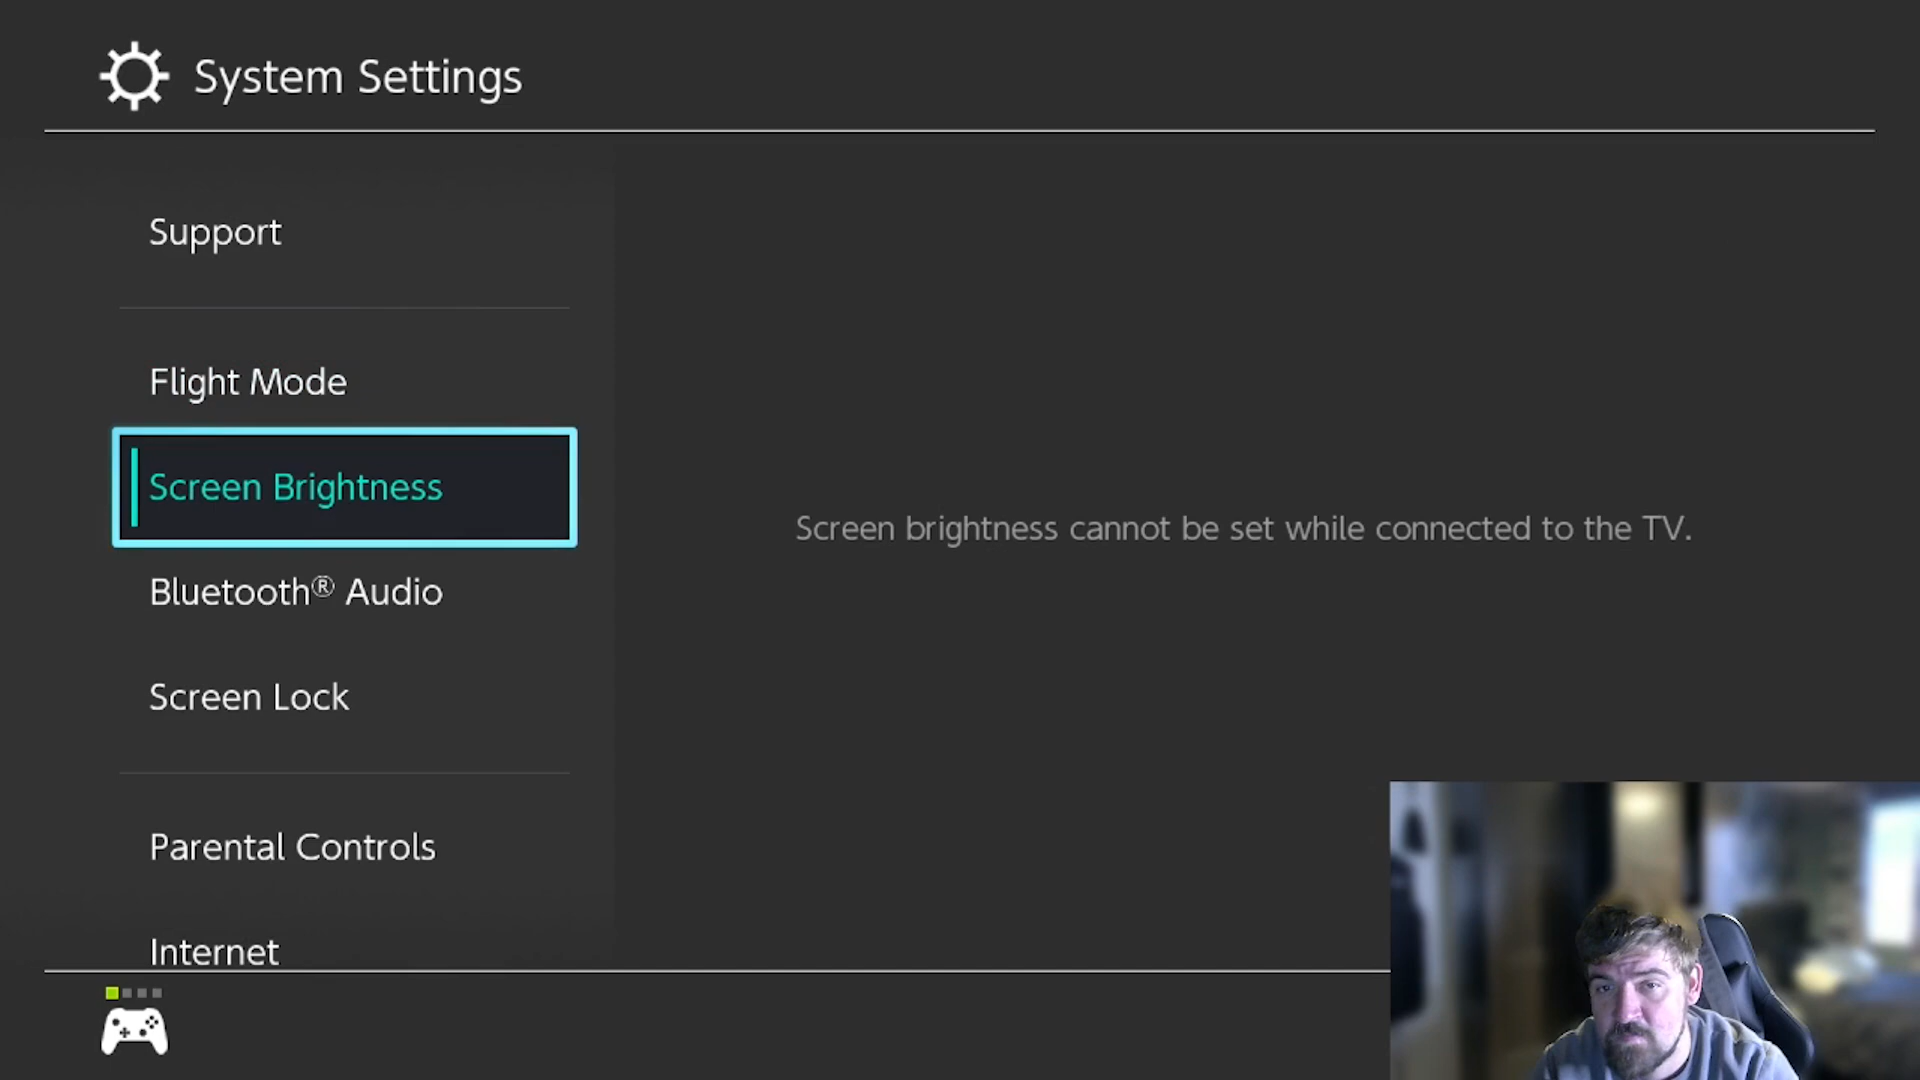 System Settings
Support
Flight Mode
Screen Brightness
Bluetooth® Audio
Screen Lock
Parental Controls
Internet
Screen brightness cannot be set while connected to the TV.